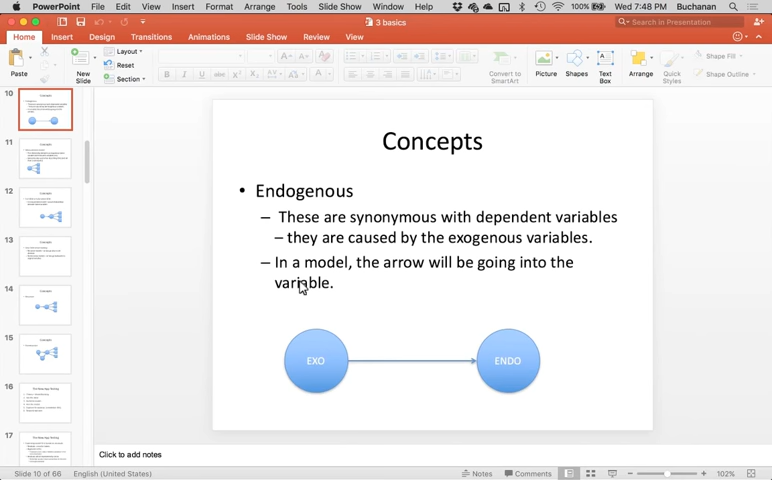 PowerPoint File Edit View Insert Format Arrange Tools Slide Show Window Help 100% Wed 7:48 PM Buchanan
3 basics
Search in Presentation
Home Insert Design Transitions Animations Slide Show Review View
Paste
New Slide
Layout
Reset
Section
Convert to SmartArt
Picture
Shapes
Text Box
Arrange
Quick Styles
Shape Fill
Shape Outline
10
11
12
13
14
15
16
17
Concepts
• Endogenous
– These are synonymous with dependent variables
– they are caused by the exogenous variables.
– In a model, the arrow will be going into the
variable.
EXO
ENDO
Click to add notes
Slide 10 of 66 English (United States) Notes Comments 102%